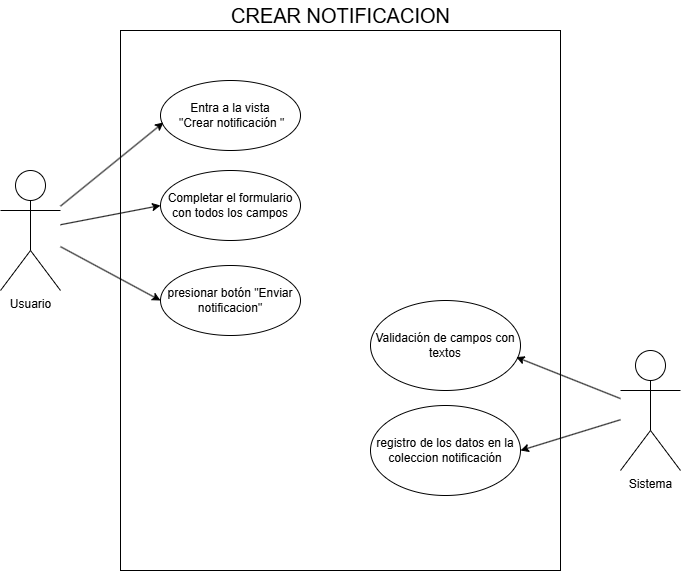 CREAR NOTIFICACION
Entra a la vista
"Crear notificación "
Completar el formulario
con todos los campos
Usuario
presionar botón "Enviar
notificacion"
Validación de campos con
textos
registro de los datos en la
coleccion notificación
Sistema